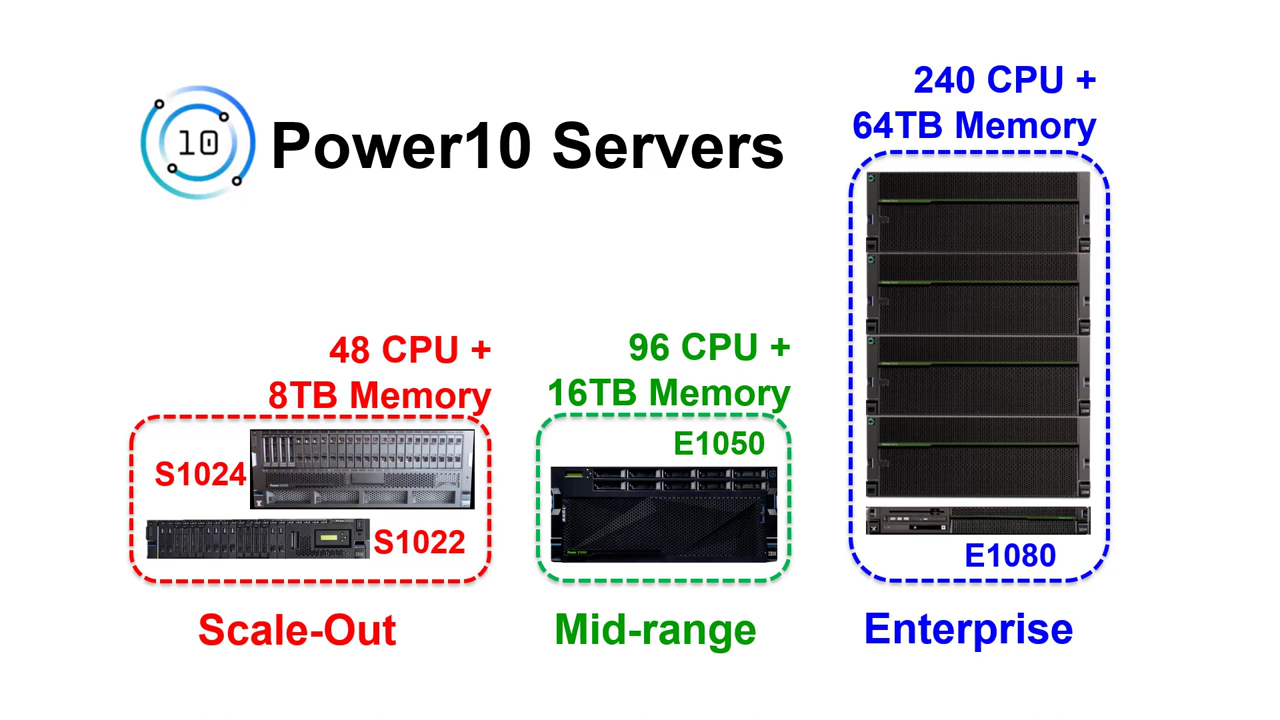 10
Power10 Servers
240 CPU +
64TB Memory
48 CPU +
8TB Memory
S1024
S1022
Scale-Out
96 CPU +
16TB Memory
E1050
Mid-range
E1080
Enterprise